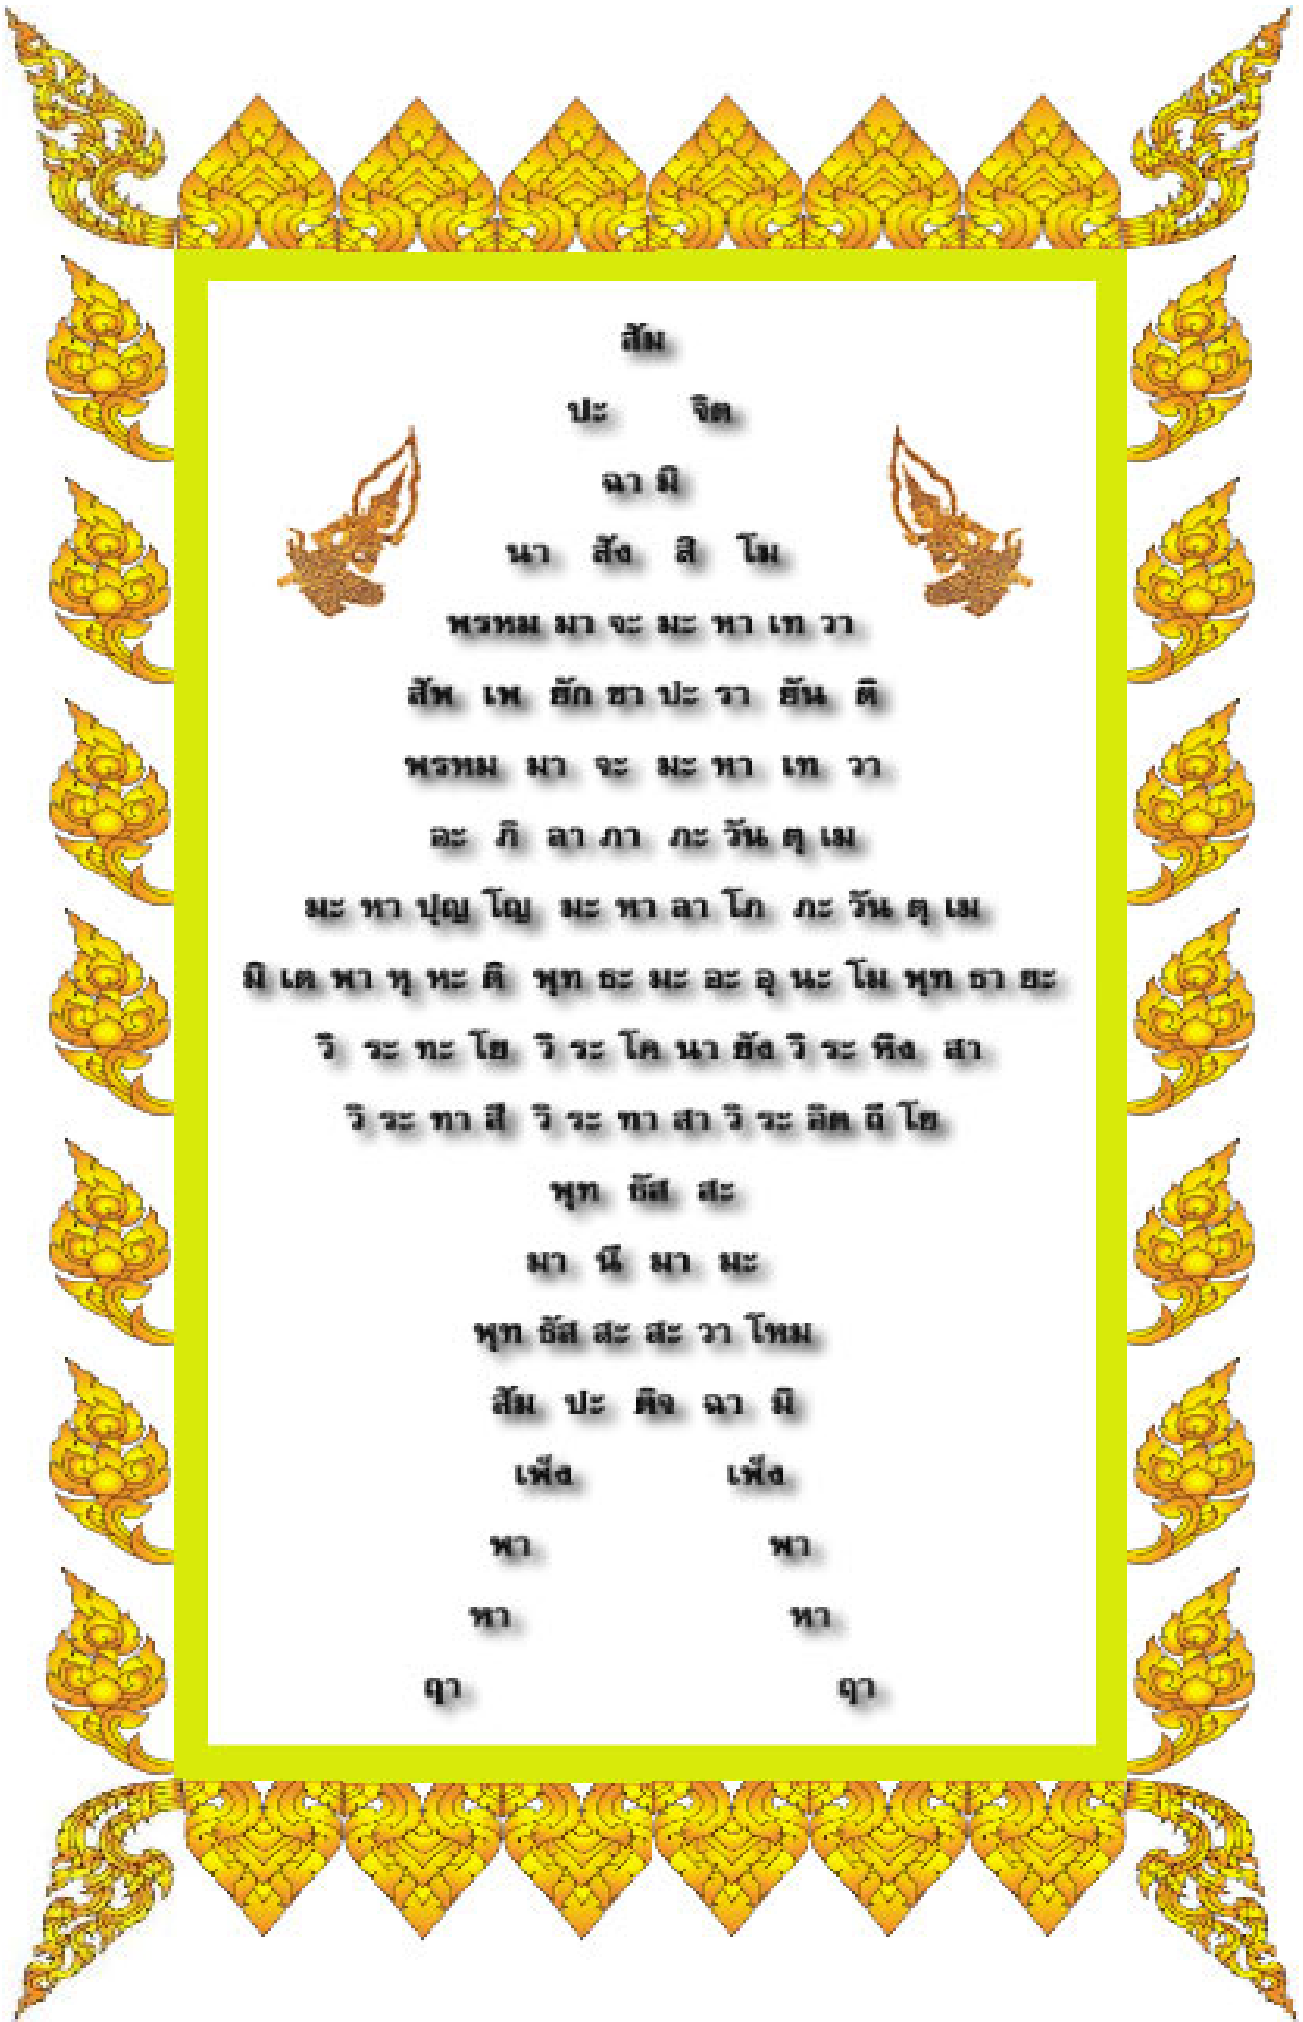 สัม
ปะ จิต
ฉา มิ
นา สัง สิ โม
พรหม มา จะ มะ หา เท วา
สัพ เพ ยัก ขา ปะ รา ยัน ติ
พรหม มา จะ มะ หา เท วา
อะ ภิ ลา ภา ภะ วัน ตุ เม
มะ หา ปุญ โญ มะ หา ลา โภ ภะ วัน ตุ เม
มิ เต พา หุ หะ ติ พุท ธะ มะ อะ อุ นะ โม พุท ธา ยะ
วิ ระ ทะ โย วิ ระ โค นา ยัง วิ ระ หิง สา
วิ ระ ทา สี วิ ระ ทา สา วิ ระ อิต ถี โย
พุท ธัส สะ
มา นี มา มะ
พุท ธัส สะ สะ วา โหม
สัม ปะ ติจ ฉา มิ
เพ็ง เพ็ง
พา พา
หา หา
ฤา ฤา